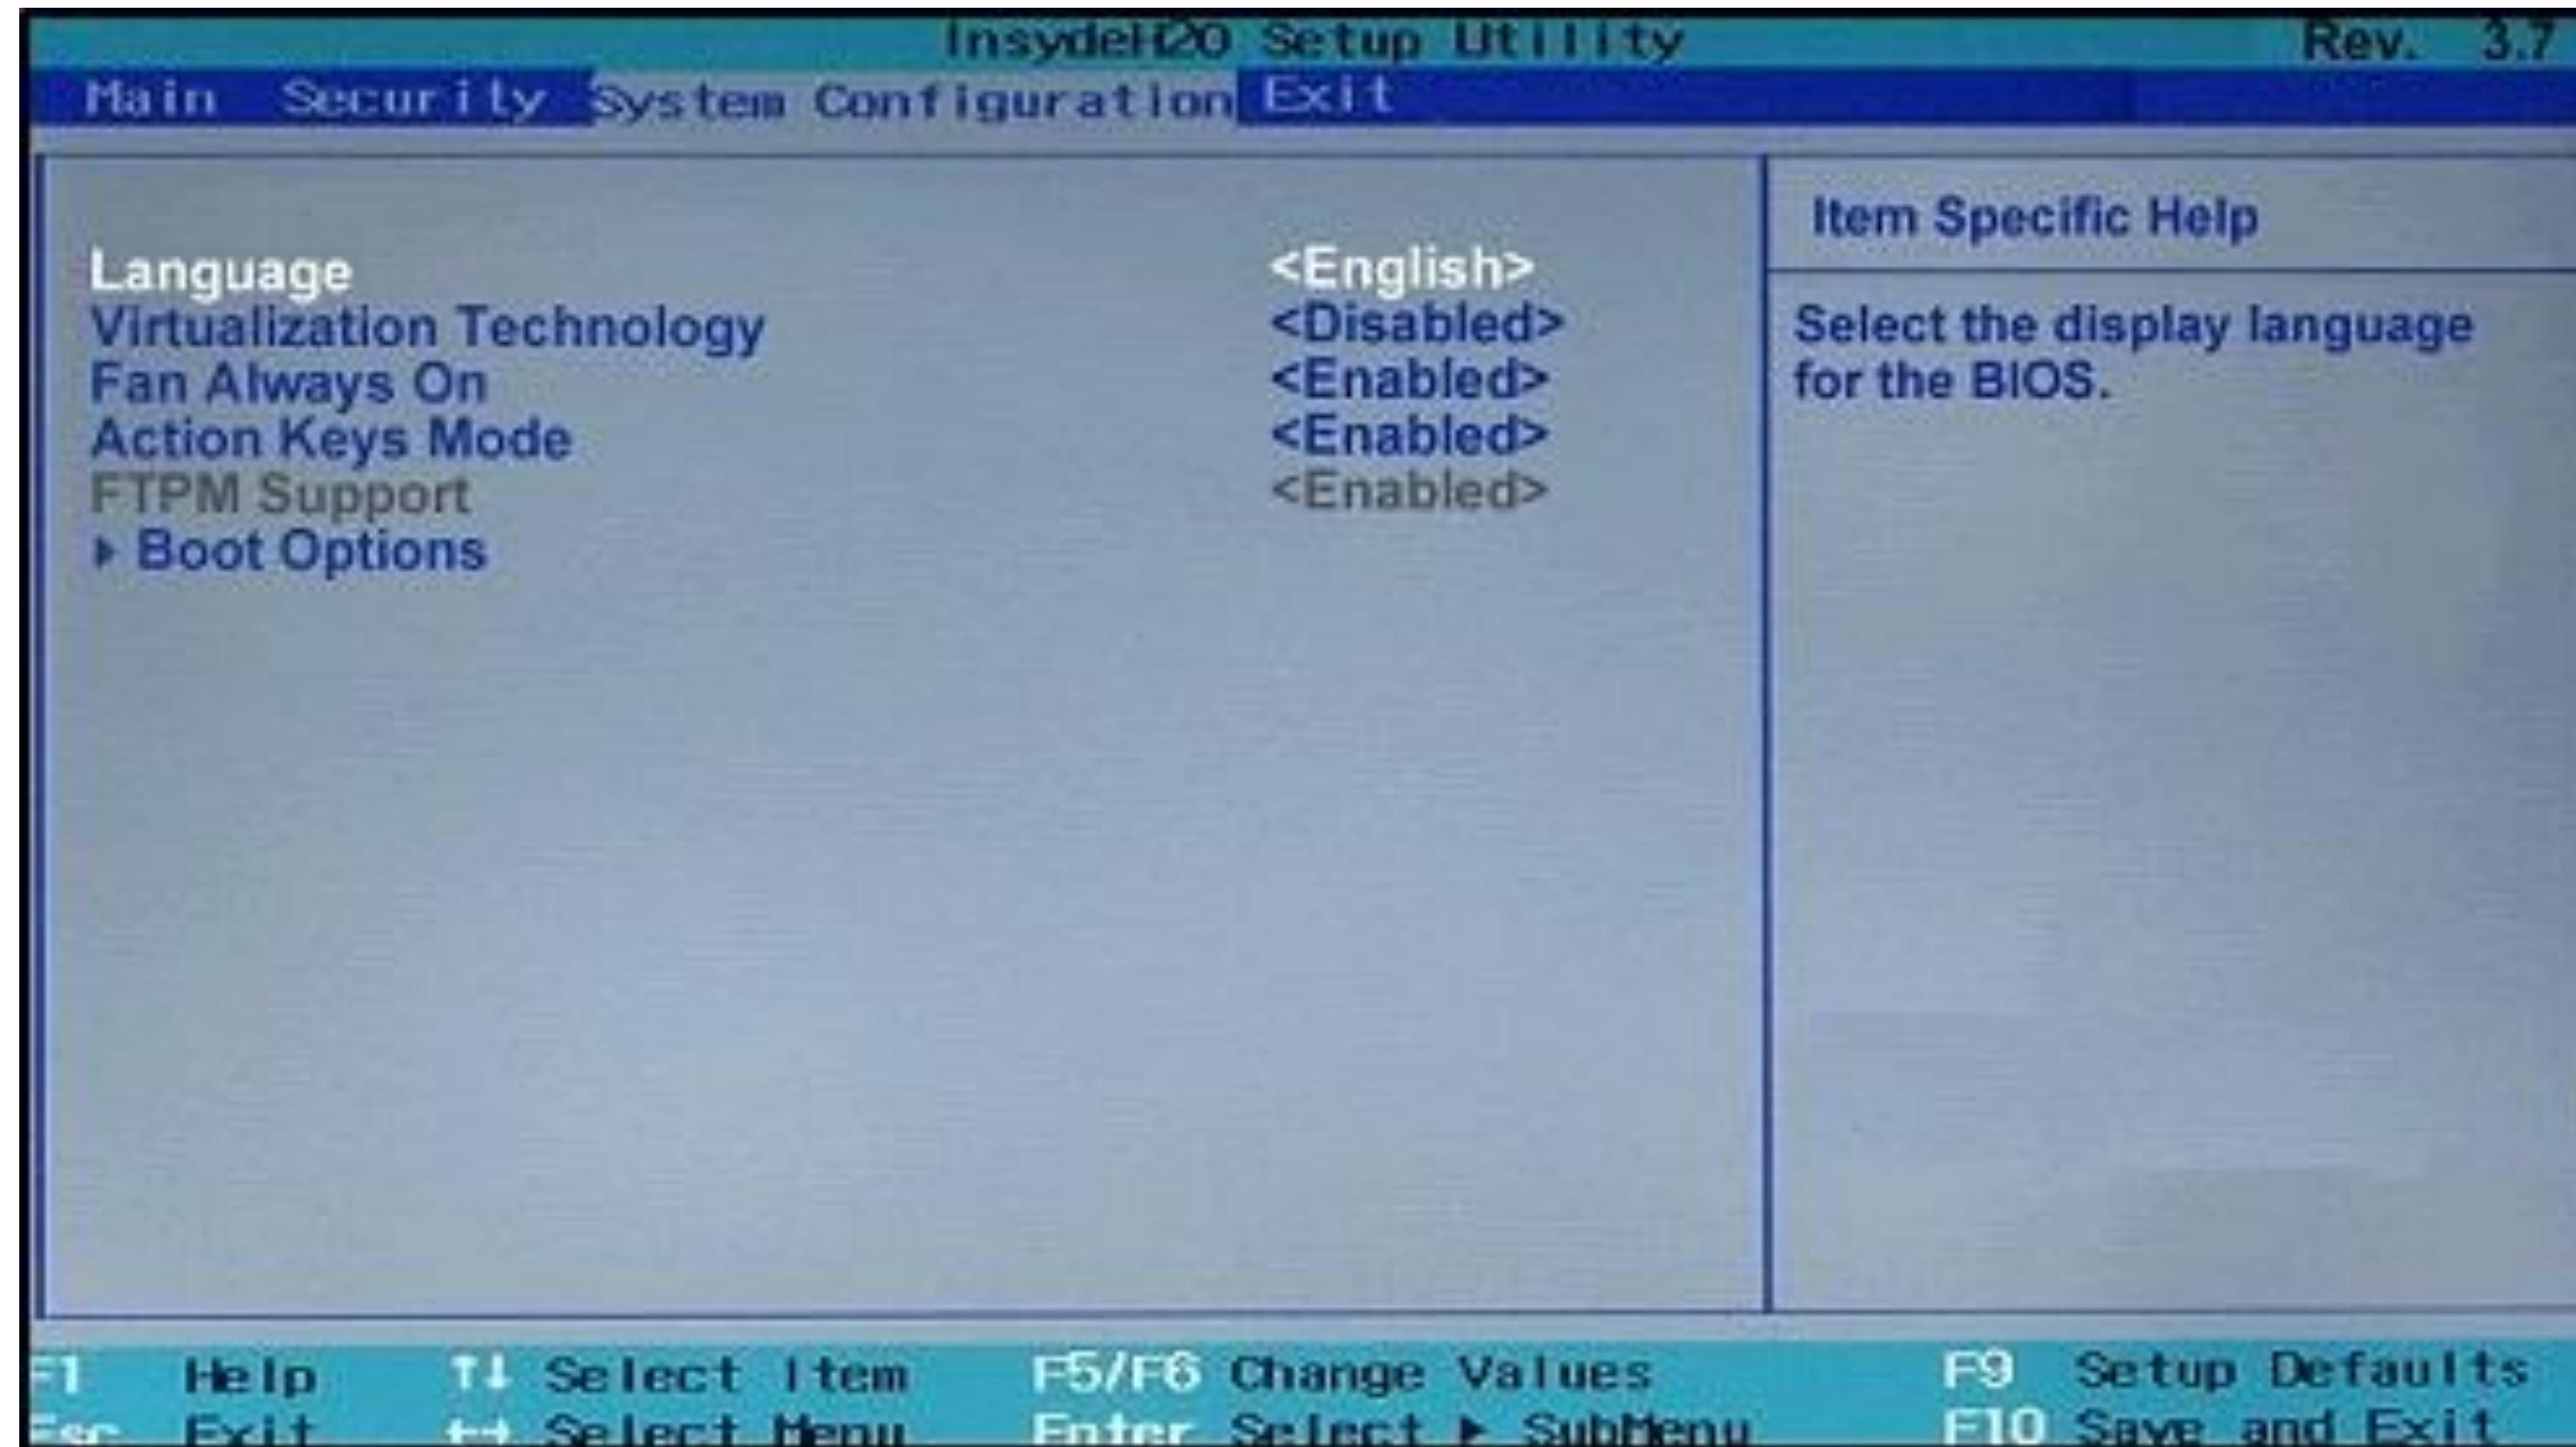 InsydeH20 Setup Utility Rev. 3.7
Main Security System Configuration Exit
Language <English>
Virtualization Technology <Disabled>
Fan Always On <Enabled>
Action Keys Mode <Enabled>
FTPM Support <Enabled>
Boot Options
Item Specific Help
Select the display language
for the BIOS.
F1 Help ↑↓ Select Item F5/F6 Change Values F9 Setup Defaults
Esc Exit ↔ Select Menu Enter Select ▶ SubMenu F10 Save and Exit